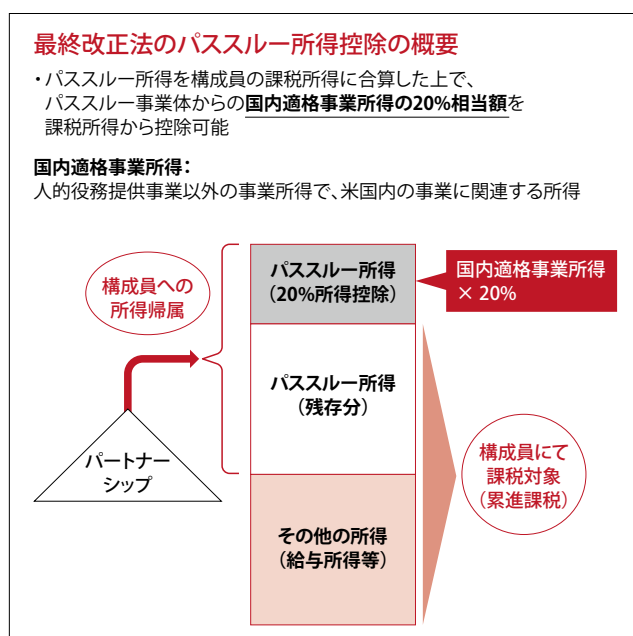 最終改正法のパススルー所得控除の概要
・パススルー所得を構成員の課税所得に合算した上で、
パススルー事業体からの国内適格事業所得の20%相当額を
課税所得から控除可能
国内適格事業所得：
人的役務提供事業以外の事業所得で、米国内の事業に関連する所得
構成員への
所得帰属
パススルー所得
（20%所得控除）
国内適格事業所得
× 20%
パススルー所得
（残存分）
パートナー
シップ
構成員にて
課税対象
（累進課税）
その他の所得
（給与所得等）